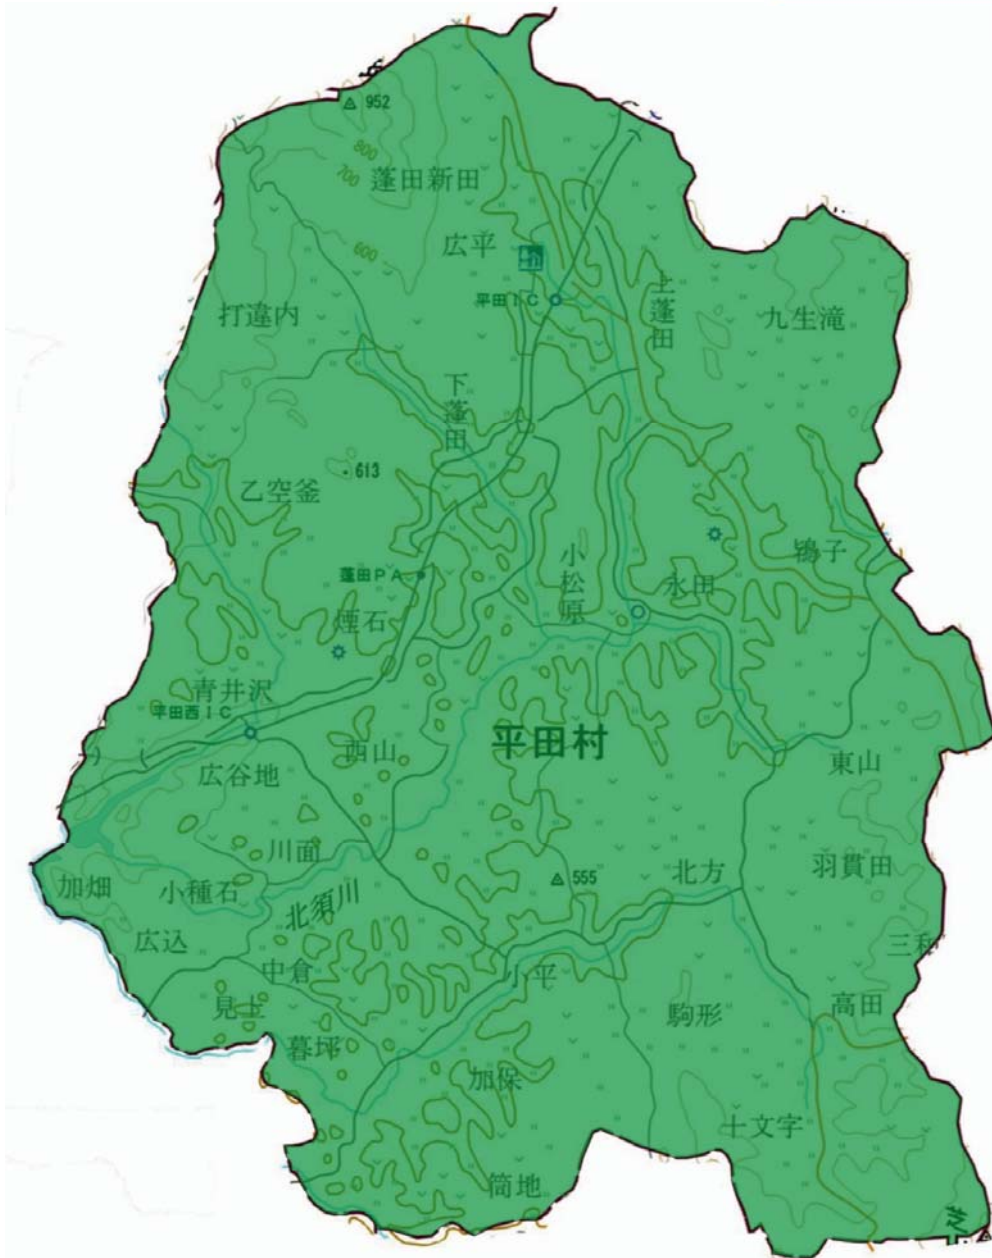 952
800
700
蓬田新田
600
広平
平田IC
上蓬田
打違内
九生滝
下蓬田
613
乙空釜
鴇子
小松原
永田
蓬田PA
煙石
青井沢
平田西IC
西山
平田村
東山
広谷地
川面
羽貫田
加畑
小種石
北須川
555
北方
広込
中倉
小平
三和
見上
駒形
高田
暮坪
加保
十文字
筒地